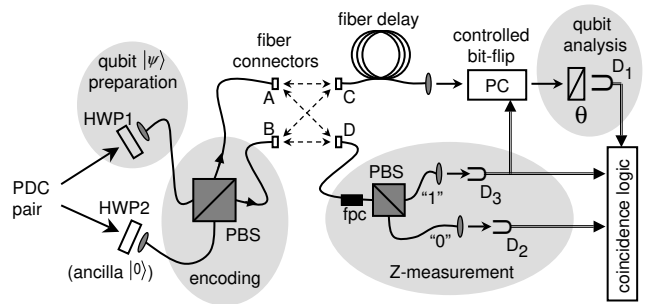 qubit |ψ⟩
preparation
HWP1
PDC
pair
HWP2
(ancilla |0⟩)
PBS
encoding
fiber
connectors
A
B
C
D
fiber delay
controlled
bit-flip
PC
qubit
analysis
θ
D1
PBS
fpc
"1"
"0"
D3
D2
Z-measurement
coincidence logic